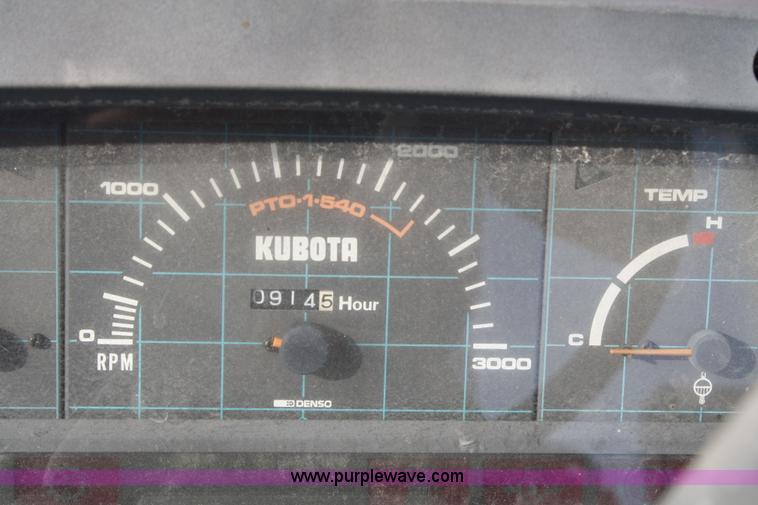 2000
1000
TEMP
PTO·1·540
H
KUBOTA
09145 Hour
0
C
RPM
3000
DENSO
www.purplewave.com